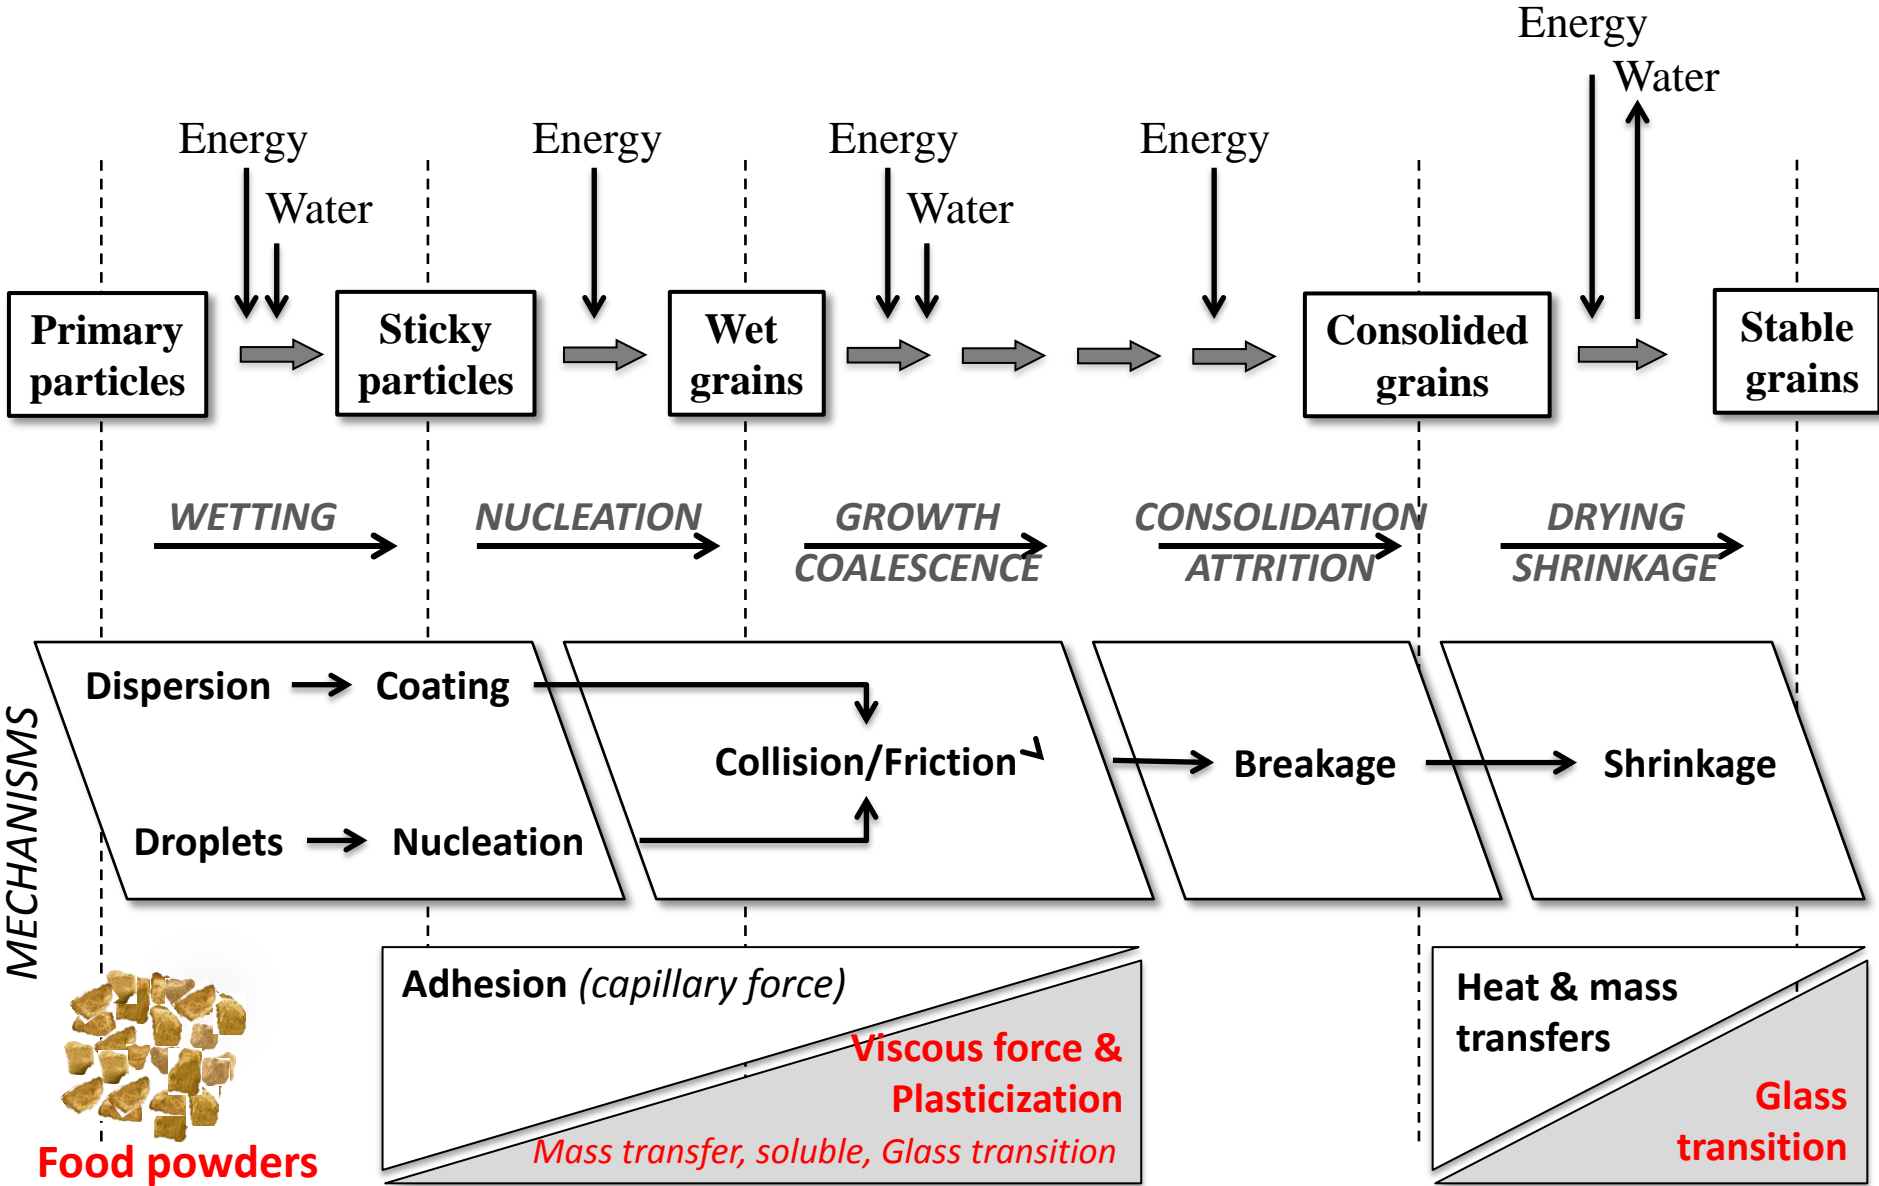 Energy
Water
Energy
Energy
Energy
Energy
Water
Water
Primary
particles
Sticky
particles
Wet
grains
Consolided
grains
Stable
grains
WETTING
NUCLEATION
GROWTH
COALESCENCE
CONSOLIDATION
ATTRITION
DRYING
SHRINKAGE
MECHANISMS
Dispersion
Coating
Collision/Friction
Breakage
Shrinkage
Droplets
Nucleation
Adhesion (capillary force)
Viscous force &
Plasticization
Mass transfer, soluble, Glass transition
Heat & mass
transfers
Glass
transition
Food powders